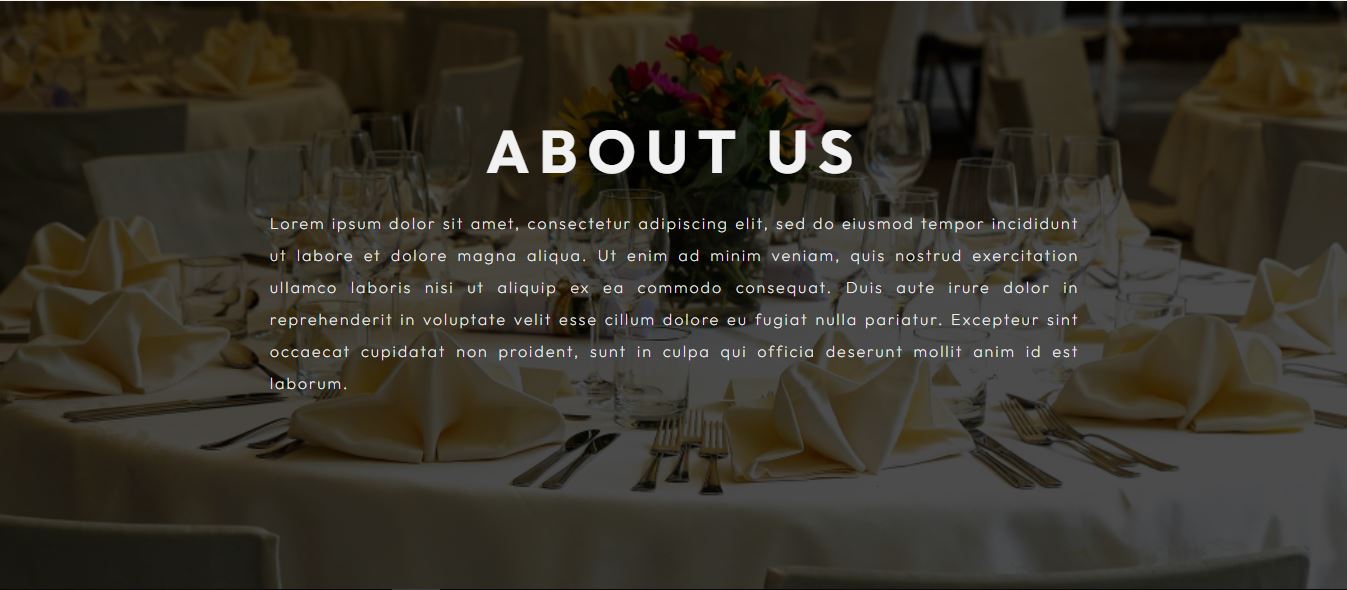 ABOUT US
Lorem ipsum dolor sit amet, consectetur adipiscing elit, sed do eiusmod tempor incididunt
ut labore et dolore magna aliqua. Ut enim ad minim veniam, quis nostrud exercitation
ullamco laboris nisi ut aliquip ex ea commodo consequat. Duis aute irure dolor in
reprehenderit in voluptate velit esse cillum dolore eu fugiat nulla pariatur. Excepteur sint
occaecat cupidatat non proident, sunt in culpa qui officia deserunt mollit anim id est
laborum.